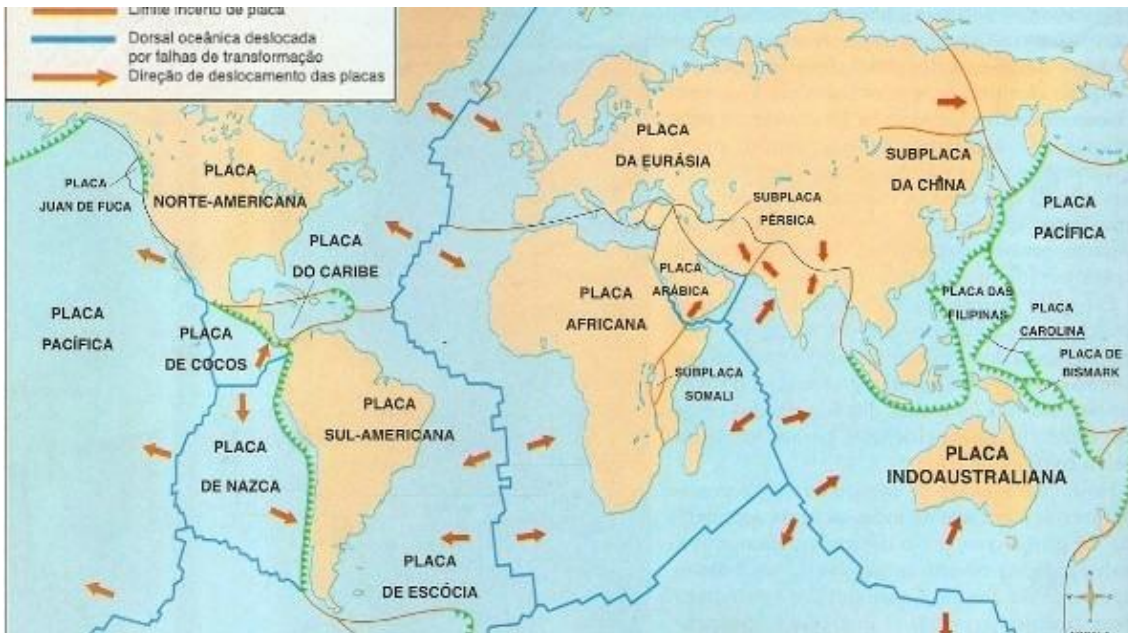 Limite incerto de placa
Dorsal oceânica deslocada
por falhas de transformação
Direção de deslocamento das placas
PLACA
NORTE-AMERICANA
PLACA
JUAN DE FUCA
PLACA
DO CARIBE
PLACA
PACÍFICA
PLACA
DE COCOS
PLACA
DE NAZCA
PLACA
SUL-AMERICANA
PLACA
DE ESCÓCIA
PLACA
DA EURÁSIA
SUBPLACA
PÉRSICA
PLACA
ARÁBICA
PLACA
AFRICANA
SUBPLACA
SOMALI
SUBPLACA
DA CHINA
PLACA
PACÍFICA
PLACA DAS
FILIPINAS
PLACA
CAROLINA
PLACA DE
BISMARK
PLACA
INDOAUSTRALIANA